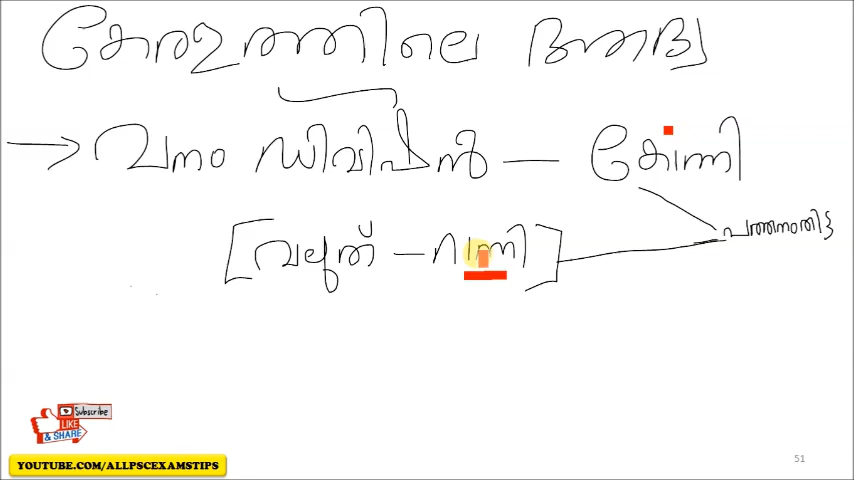 കേരളത്തിലെ ആദ്യ
→ വനം ഡിവിഷൻ — കോന്നി
[വലുത് - റാന്നി]
പത്തനംതിട്ട
Subscribe
LIKE
& SHARE
YOUTUBE.COM/ALLPSCEXAMSTIPS
51